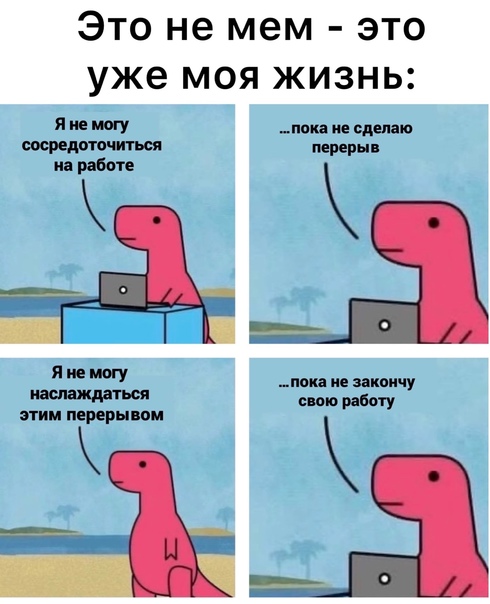 Это не мем - это
уже моя жизнь:
Я не могу
сосредоточиться
на работе
...пока не сделаю
перерыв
Я не могу
наслаждаться
этим перерывом
...пока не закончу
свою работу